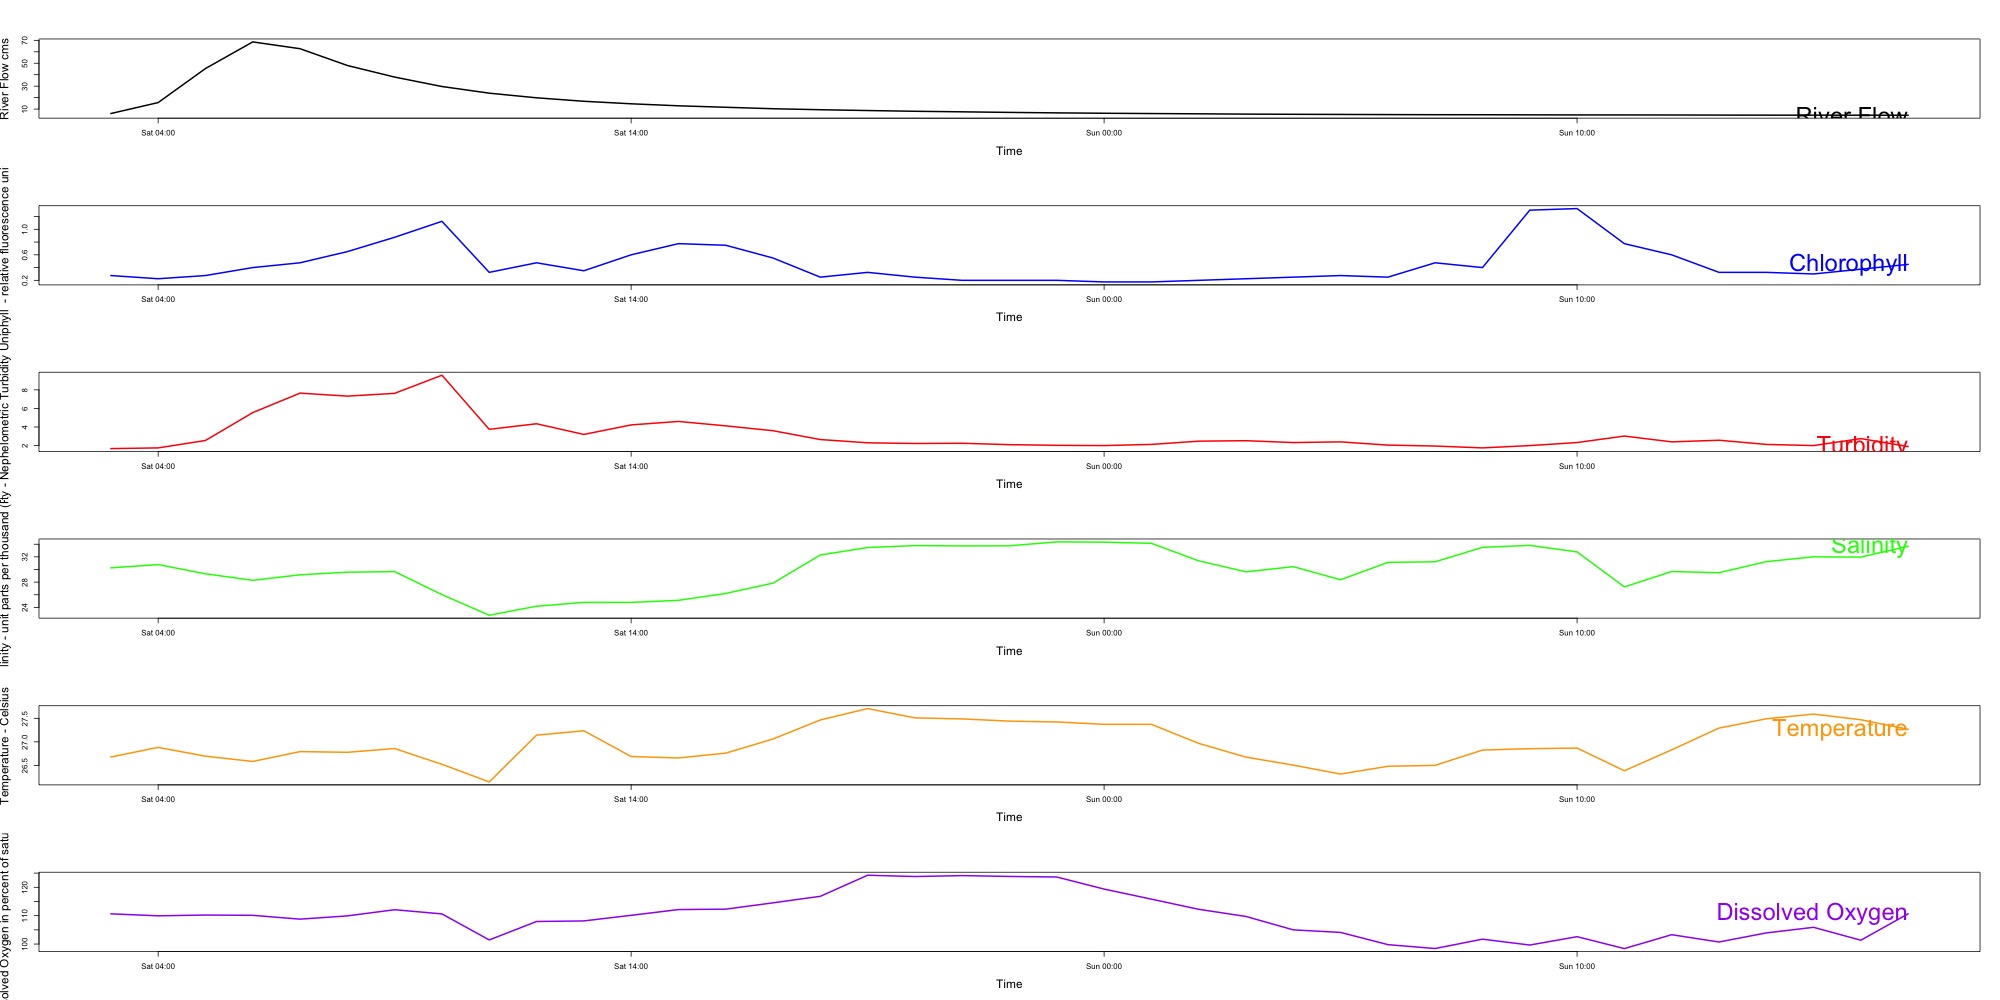 River Flow cms
70
50
30
10
River Flow
Sat 04:00 Sat 14:00 Sun 00:00 Sun 10:00
Time
- relative fluorescence uni
1.0
0.6
0.2
Chlorophyll
Sat 04:00 Sat 14:00 Sun 00:00 Sun 10:00
Time
- Nephelometric Turbidity Uni
8
6
4
2
Turbidity
Sat 04:00 Sat 14:00 Sun 00:00 Sun 10:00
Time
linity - unit parts per thousand (
32
28
24
Salinity
Sat 04:00 Sat 14:00 Sun 00:00 Sun 10:00
Time
Temperature - Celsius
27.5
27.0
26.5
Temperature
Sat 04:00 Sat 14:00 Sun 00:00 Sun 10:00
Time
olved Oxygen in percent of satu
120
110
100
Dissolved Oxygen
Sat 04:00 Sat 14:00 Sun 00:00 Sun 10:00
Time